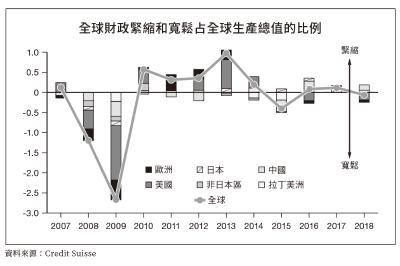 全球財政緊縮和寬鬆占全球生產總值的比例
1.0
0.5
0
-0.5
-1.0
-1.5
-2.0
-2.5
-3.0
緊縮
寬鬆
歐洲 日本 中國
美國 非日本區 拉丁美洲
全球
2007 2008 2009 2010 2011 2012 2013 2014 2015 2016 2017 2018
資料來源：Credit Suisse